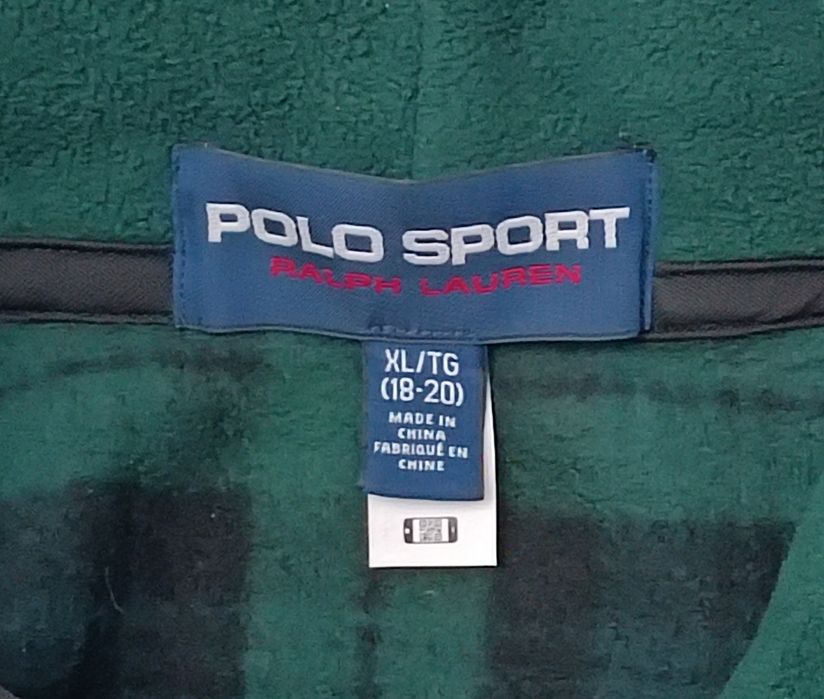 POLO SPORT
RALPH LAUREN
XL/TG
(18-20)
MADE IN
CHINA
FABRIQUÉ EN
CHINE